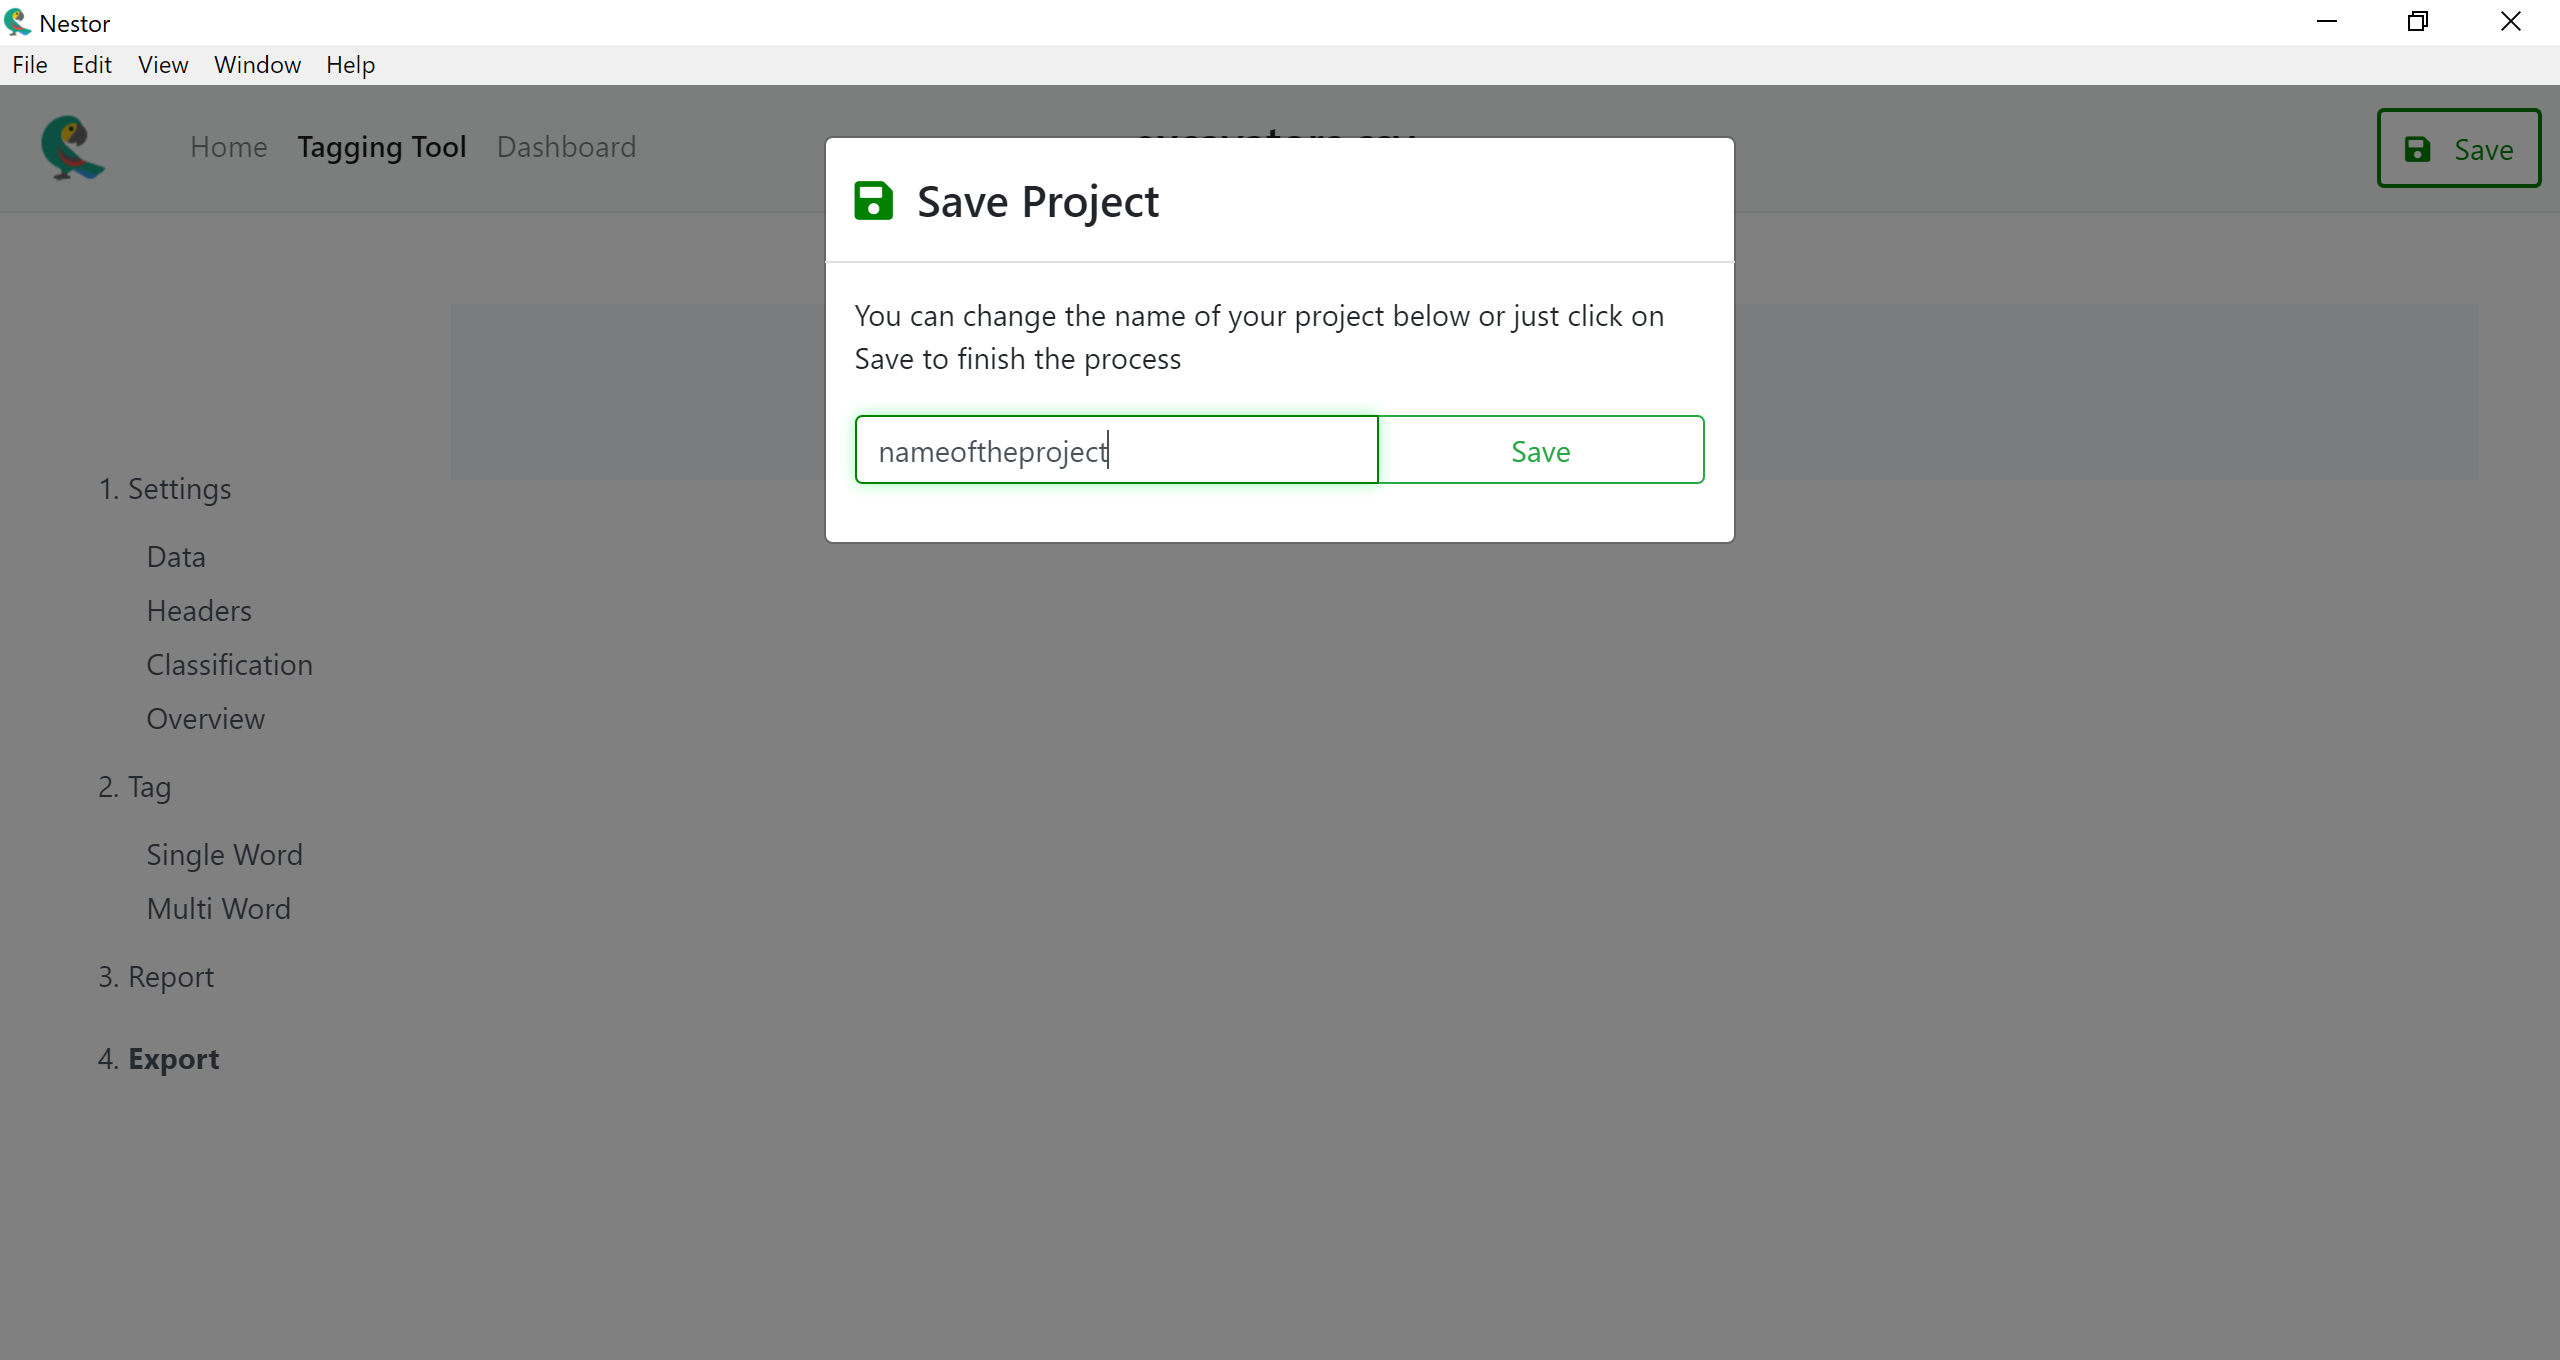 Nestor
File Edit View Window Help
Home Tagging Tool Dashboard
Save
Save Project
You can change the name of your project below or just click on
Save to finish the process
nameoftheproject
Save
1. Settings
Data
Headers
Classification
Overview
2. Tag
Single Word
Multi Word
3. Report
4. Export